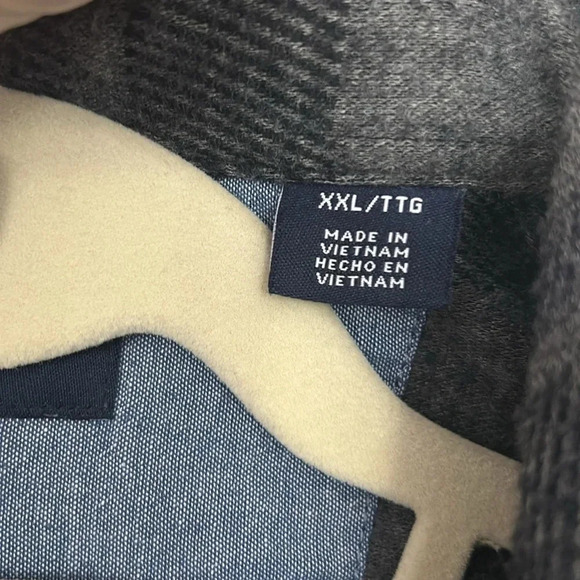 XXL/TTG
MADE IN
VIETNAM
HECHO EN
VIETNAM